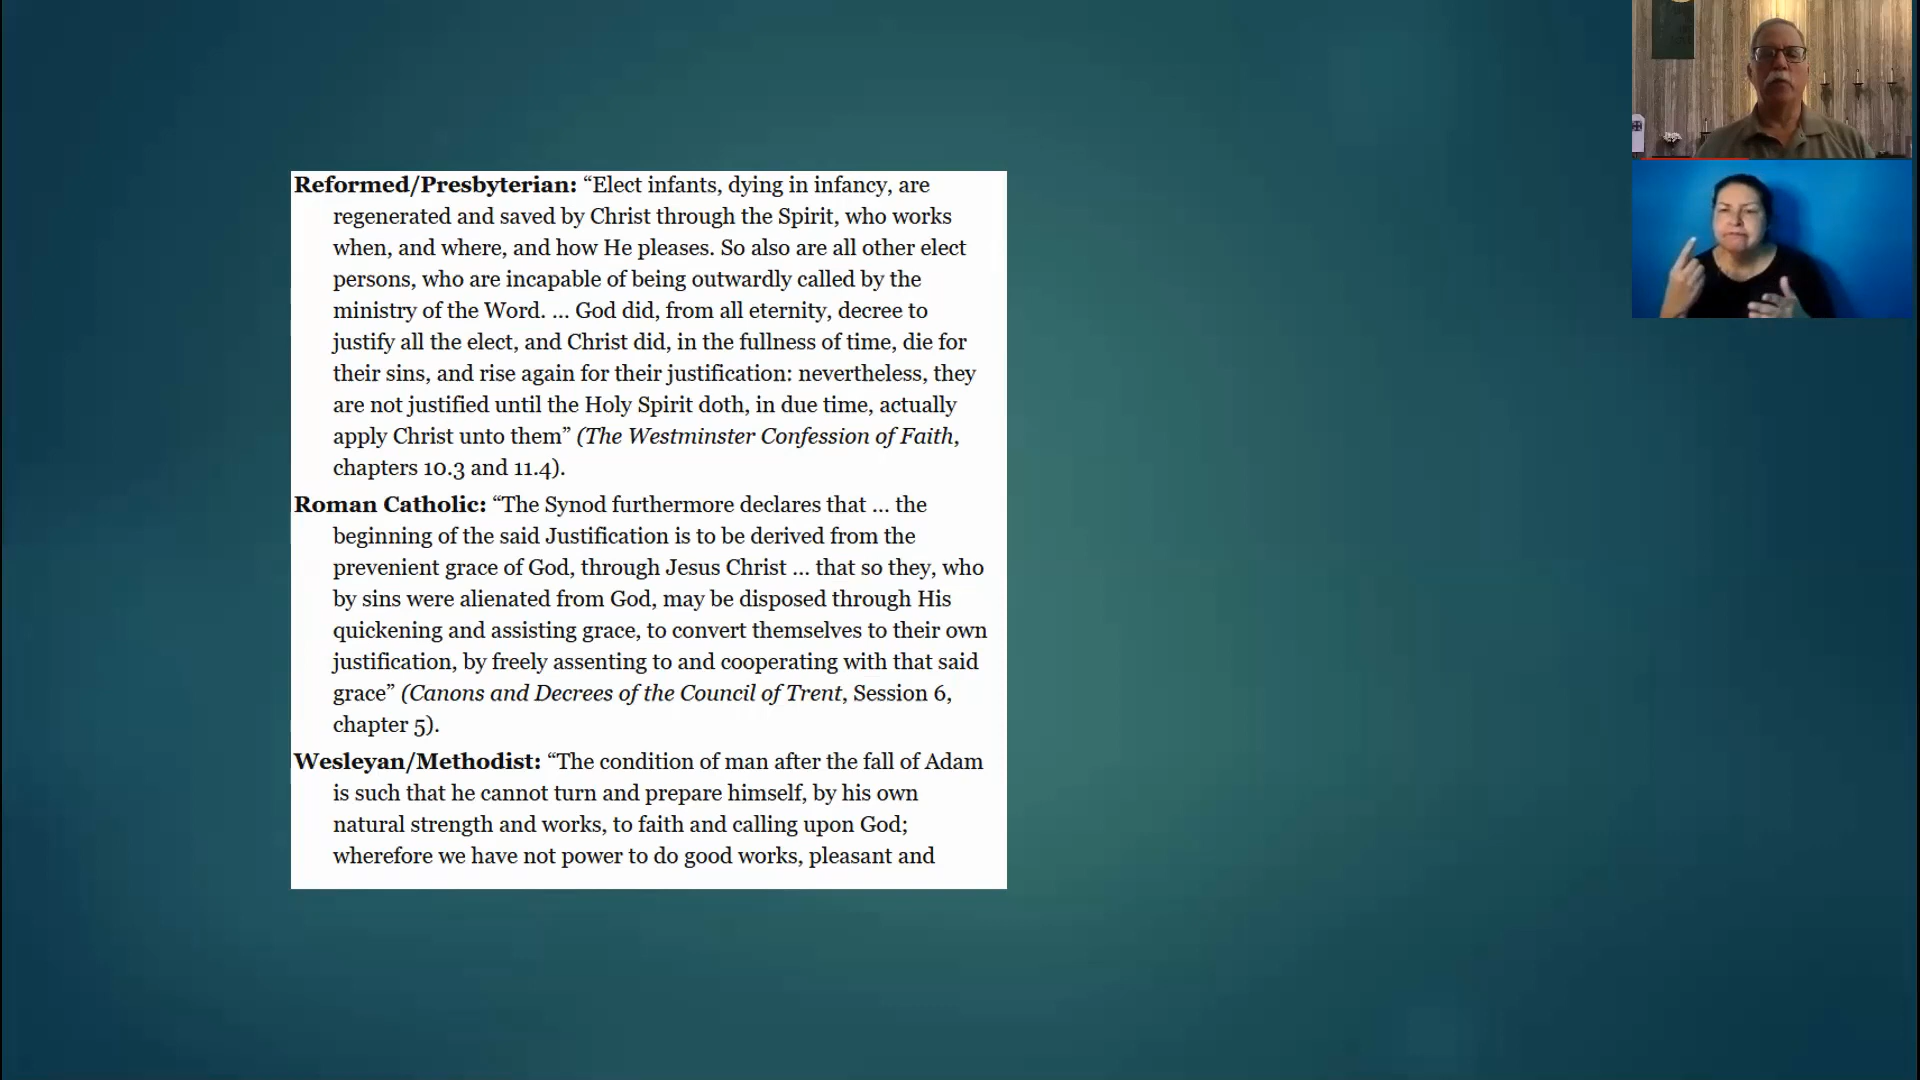 Reformed/Presbyterian: “Elect infants, dying in infancy, are
regenerated and saved by Christ through the Spirit, who works
when, and where, and how He pleases. So also are all other elect
persons, who are incapable of being outwardly called by the
ministry of the Word. ... God did, from all eternity, decree to
justify all the elect, and Christ did, in the fullness of time, die for
their sins, and rise again for their justification: nevertheless, they
are not justified until the Holy Spirit doth, in due time, actually
apply Christ unto them” (The Westminster Confession of Faith,
chapters 10.3 and 11.4).
Roman Catholic: “The Synod furthermore declares that ... the
beginning of the said Justification is to be derived from the
prevenient grace of God, through Jesus Christ ... that so they, who
by sins were alienated from God, may be disposed through His
quickening and assisting grace, to convert themselves to their own
justification, by freely assenting to and cooperating with that said
grace” (Canons and Decrees of the Council of Trent, Session 6,
chapter 5).
Wesleyan/Methodist: “The condition of man after the fall of Adam
is such that he cannot turn and prepare himself, by his own
natural strength and works, to faith and calling upon God;
wherefore we have not power to do good works, pleasant and